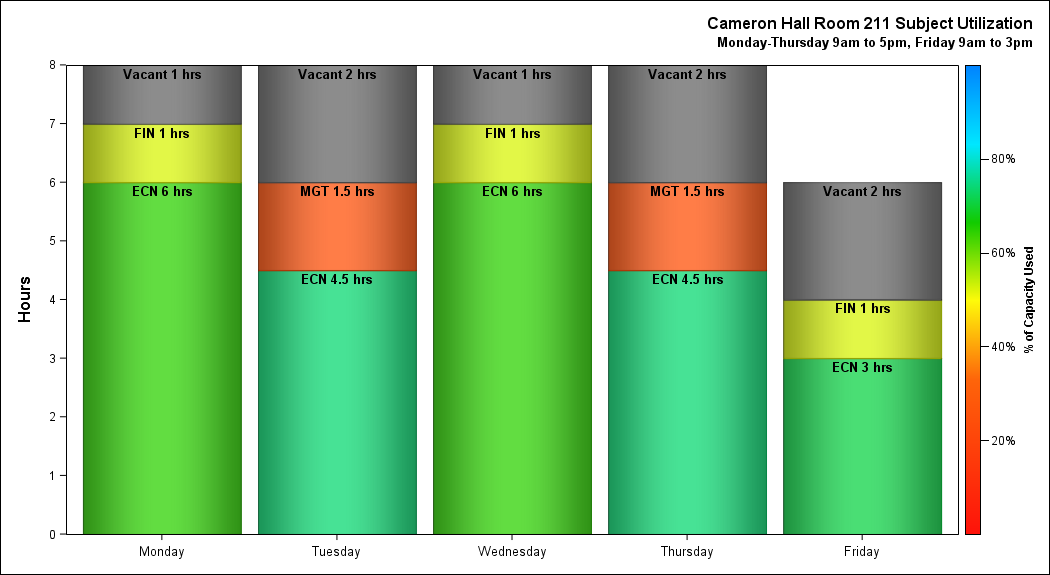 Cameron Hall Room 211 Subject Utilization
Monday-Thursday 9am to 5pm, Friday 9am to 3pm
Hours
8
7
6
5
4
3
2
1
0
Vacant 1 hrs
FIN 1 hrs
ECN 6 hrs
Monday
Vacant 2 hrs
MGT 1.5 hrs
ECN 4.5 hrs
Tuesday
Vacant 1 hrs
FIN 1 hrs
ECN 6 hrs
Wednesday
Vacant 2 hrs
MGT 1.5 hrs
ECN 4.5 hrs
Thursday
Vacant 2 hrs
FIN 1 hrs
ECN 3 hrs
Friday
80%
60%
40%
20%
% of Capacity Used